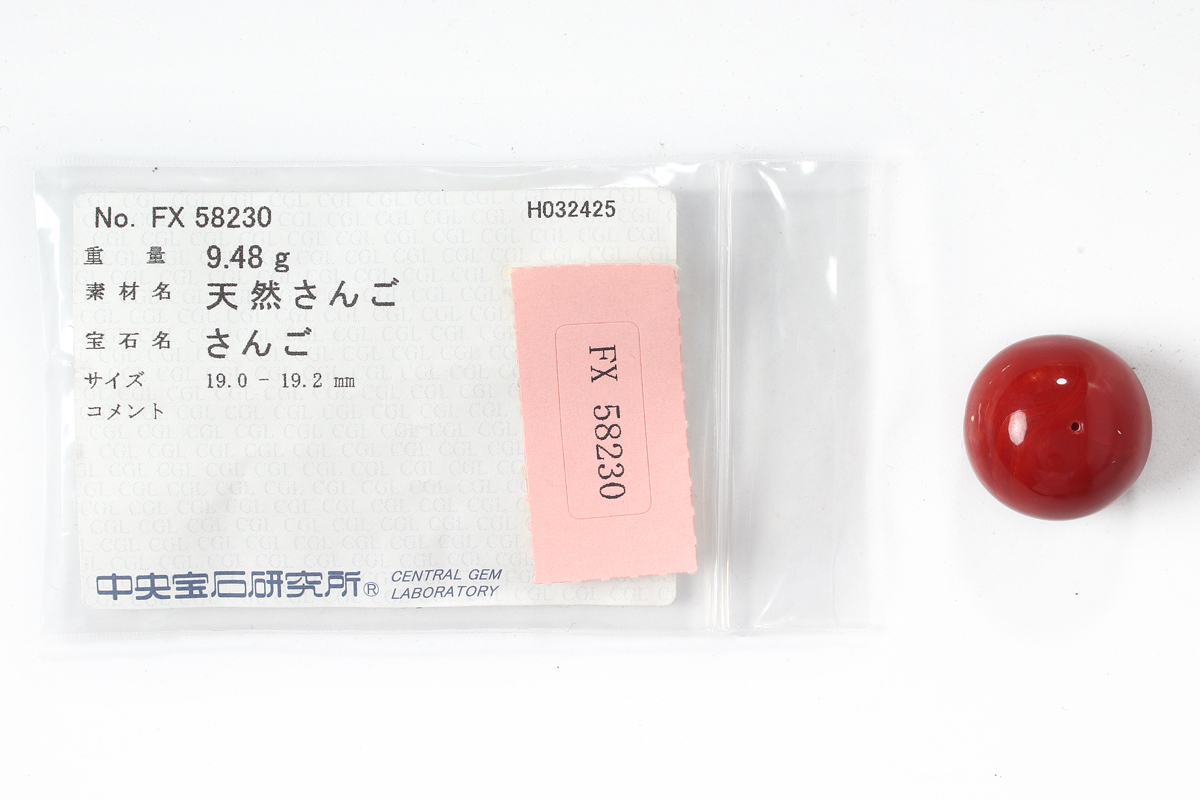 No. FX 58230
H032425
重量 9.48 g
素材名 天然さんご
宝石名 さんご
サイズ 19.0 - 19.2 mm
コメント
FX 58230
中央宝石研究所® CENTRAL GEM
LABORATORY